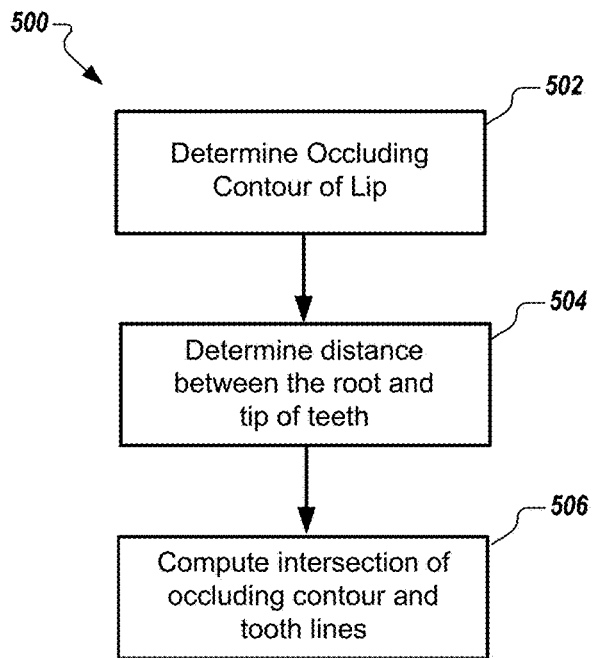 500
502
Determine Occluding
Contour of Lip
504
Determine distance
between the root and
tip of teeth
506
Compute intersection of
occluding contour and
tooth lines